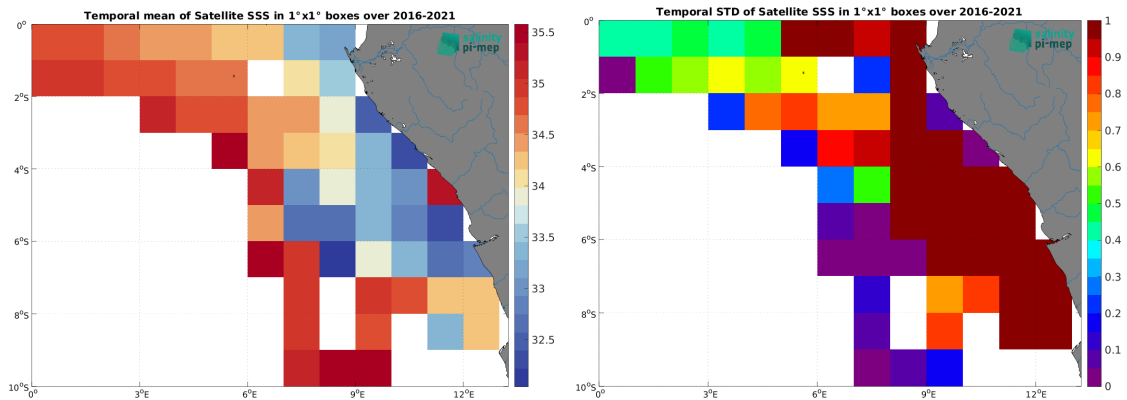 Temporal mean of Satellite SSS in 1°x1° boxes over 2016-2021
0°
2°S
4°S
6°S
8°S
10°S
0°
3°E
6°E
9°E
12°E
salinity
pi-mep
35.5
35
34.5
34
33.5
33
32.5
Temporal STD of Satellite SSS in 1°x1° boxes over 2016-2021
0°
2°S
4°S
6°S
8°S
10°S
0°
3°E
6°E
9°E
12°E
salinity
pi-mep
1
0.9
0.8
0.7
0.6
0.5
0.4
0.3
0.2
0.1
0